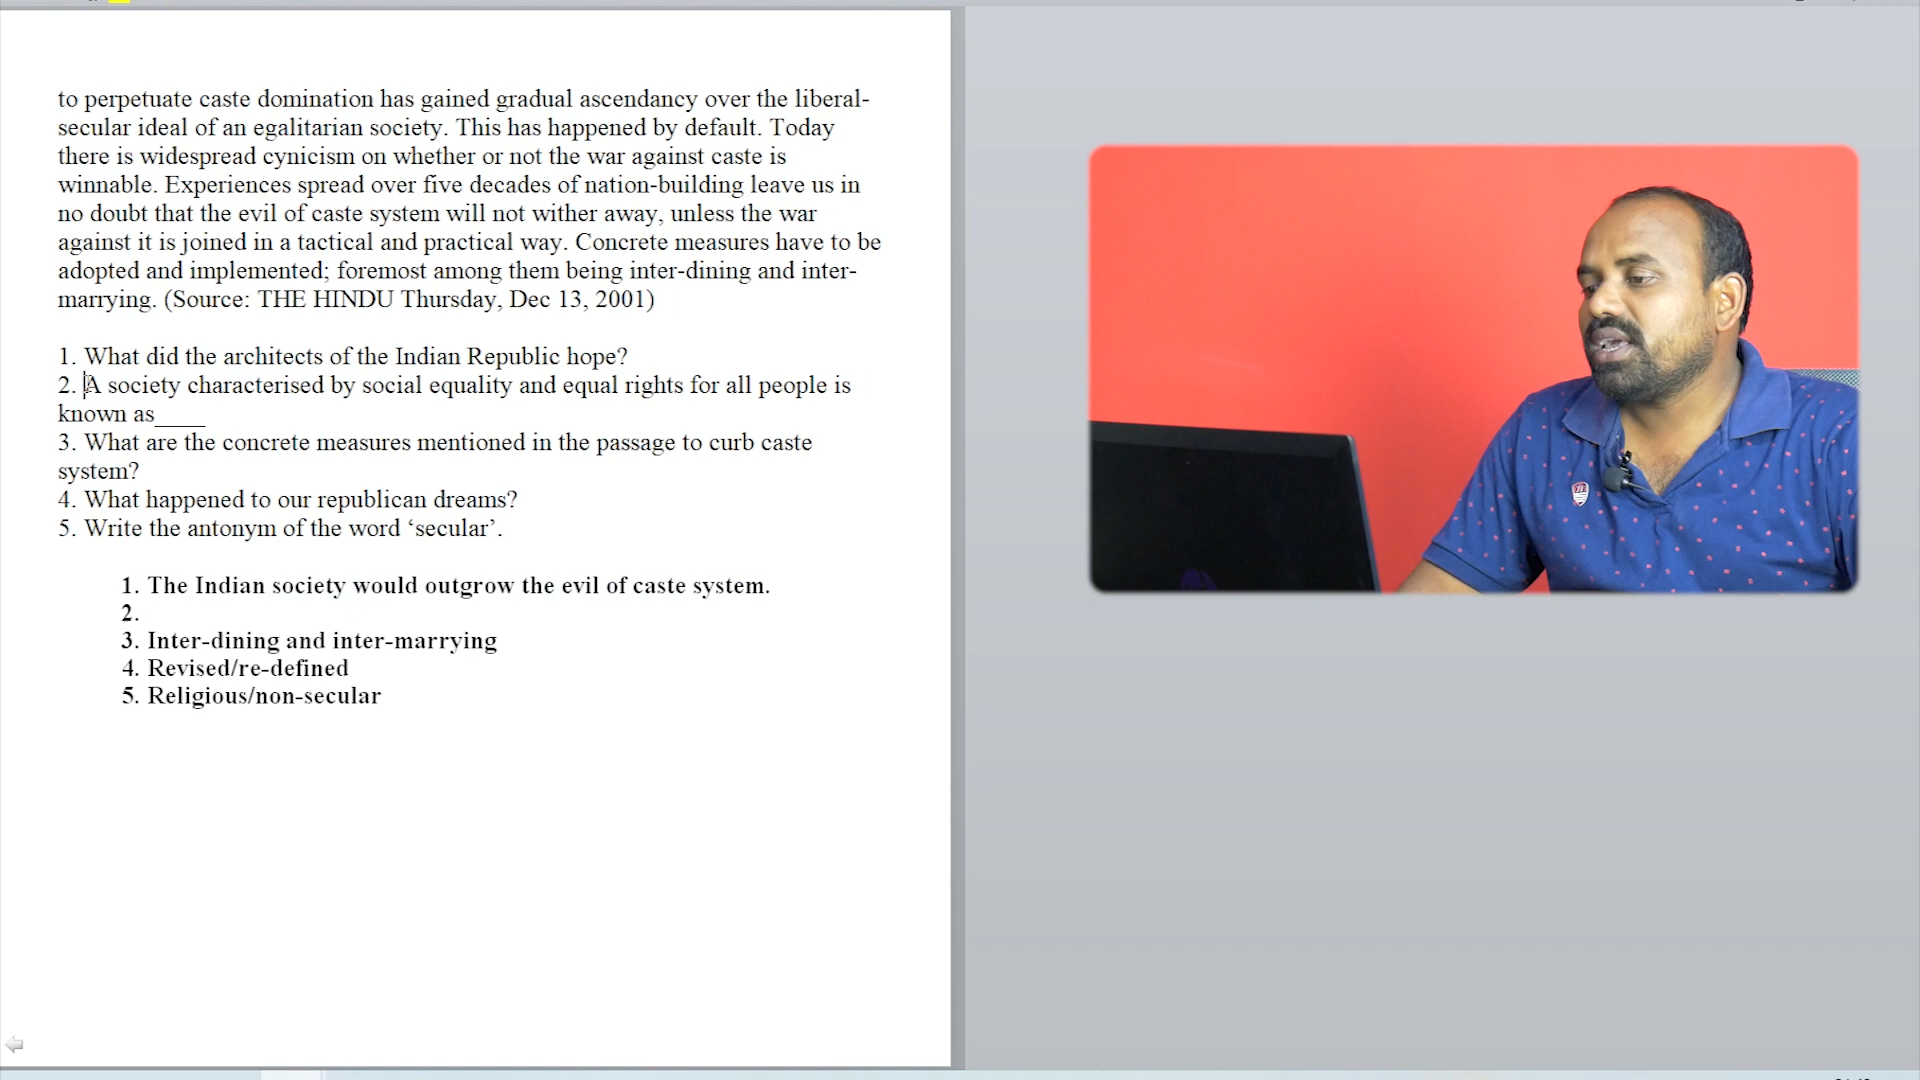 to perpetuate caste domination has gained gradual ascendancy over the liberal-
secular ideal of an egalitarian society. This has happened by default. Today
there is widespread cynicism on whether or not the war against caste is
winnable. Experiences spread over five decades of nation-building leave us in
no doubt that the evil of caste system will not wither away, unless the war
against it is joined in a tactical and practical way. Concrete measures have to be
adopted and implemented; foremost among them being inter-dining and inter-
marrying. (Source: THE HINDU Thursday, Dec 13, 2001)
1. What did the architects of the Indian Republic hope?
2. A society characterised by social equality and equal rights for all people is
known as____
3. What are the concrete measures mentioned in the passage to curb caste
system?
4. What happened to our republican dreams?
5. Write the antonym of the word ‘secular’.
1. The Indian society would outgrow the evil of caste system.
2.
3. Inter-dining and inter-marrying
4. Revised/re-defined
5. Religious/non-secular